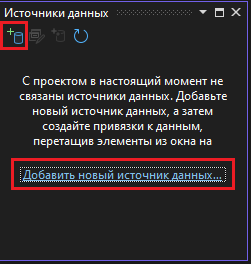 Источники данных
С проектом в настоящий момент не
связаны источники данных. Добавьте
новый источник данных, а затем
создайте привязки к данным,
перетащив элементы из окна на
Добавить новый источник данных...